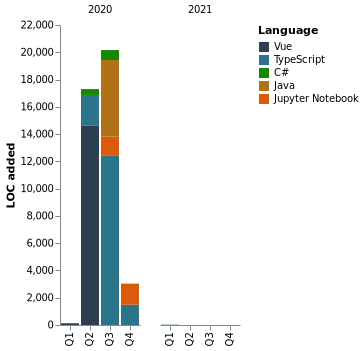 2020 2021
Language
Vue
TypeScript
C#
Java
Jupyter Notebook
LOC added
22,000
20,000
18,000
16,000
14,000
12,000
10,000
8,000
6,000
4,000
2,000
0
Q1 Q2 Q3 Q4 Q1 Q2 Q3 Q4